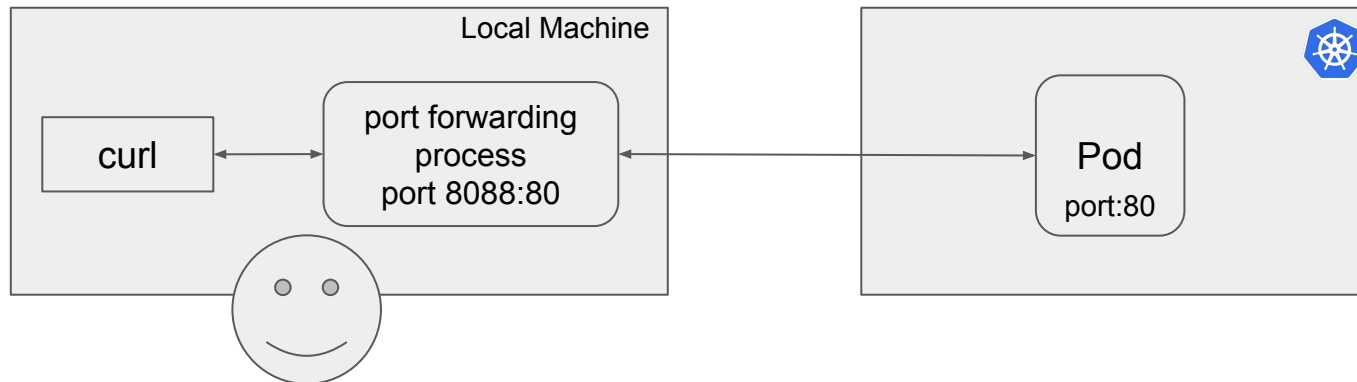 Local Machine
curl
port forwarding
process
port 8088:80
Pod
port:80